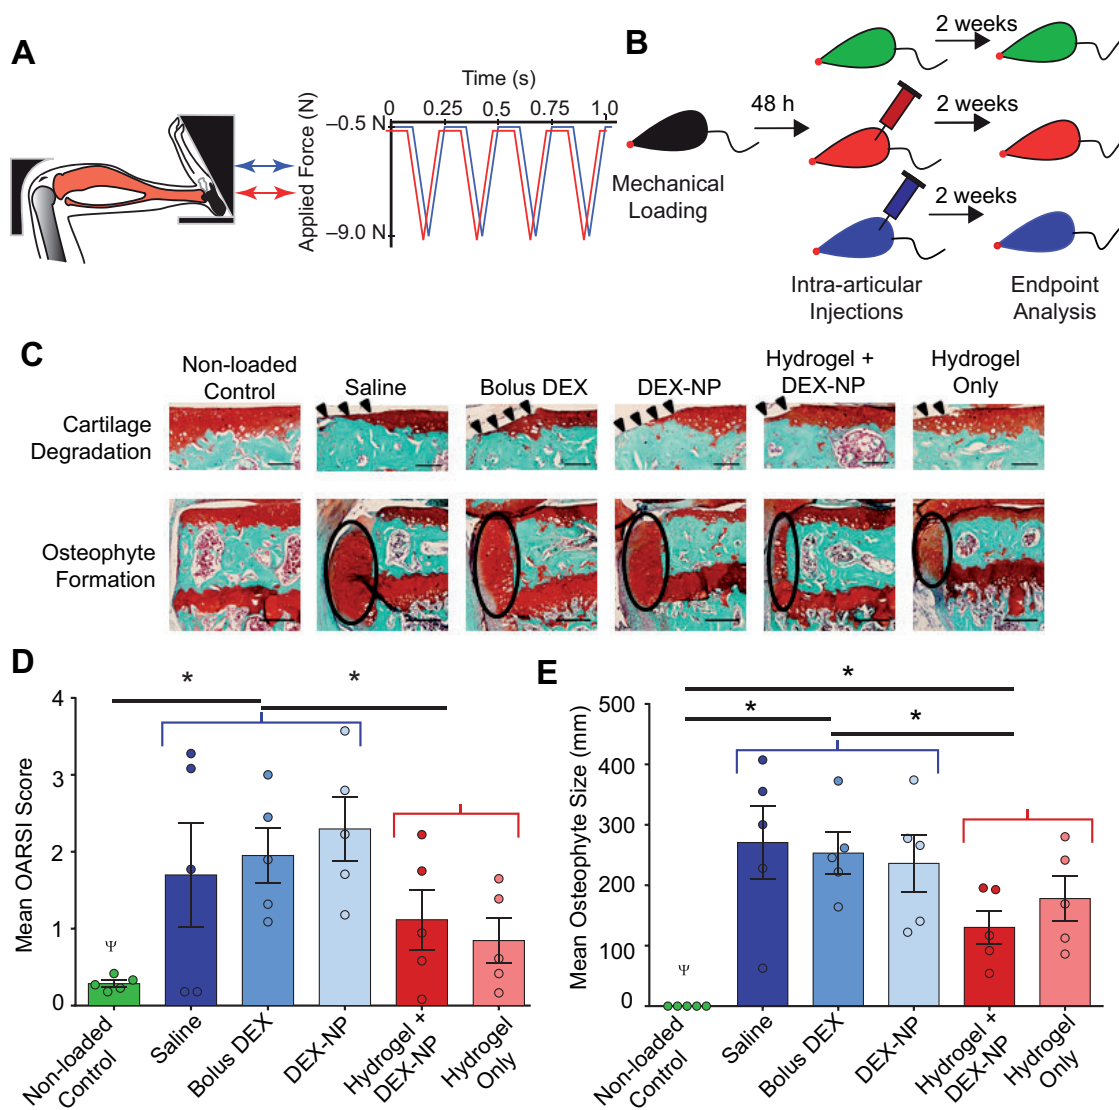 A
Time (s)
0 0.25 0.5 0.75 1.0
–0.5 N
–9.0 N
Applied Force (N)
B
2 weeks
48 h
2 weeks
2 weeks
Mechanical
Loading
Intra-articular
Injections
Endpoint
Analysis
C
Non-loaded
Control
Saline
Bolus DEX
DEX-NP
Hydrogel +
DEX-NP
Hydrogel
Only
Cartilage
Degradation
Osteophyte
Formation
D
Mean OARSI Score
4
3
2
1
0
* *
Ψ
Non-loaded
Control
Saline
Bolus DEX
DEX-NP
Hydrogel +
DEX-NP
Hydrogel
Only
E
Mean Osteophyte Size (mm)
500
400
300
200
100
0
*
* *
Ψ
Non-loaded
Control
Saline
Bolus DEX
DEX-NP
Hydrogel +
DEX-NP
Hydrogel
Only